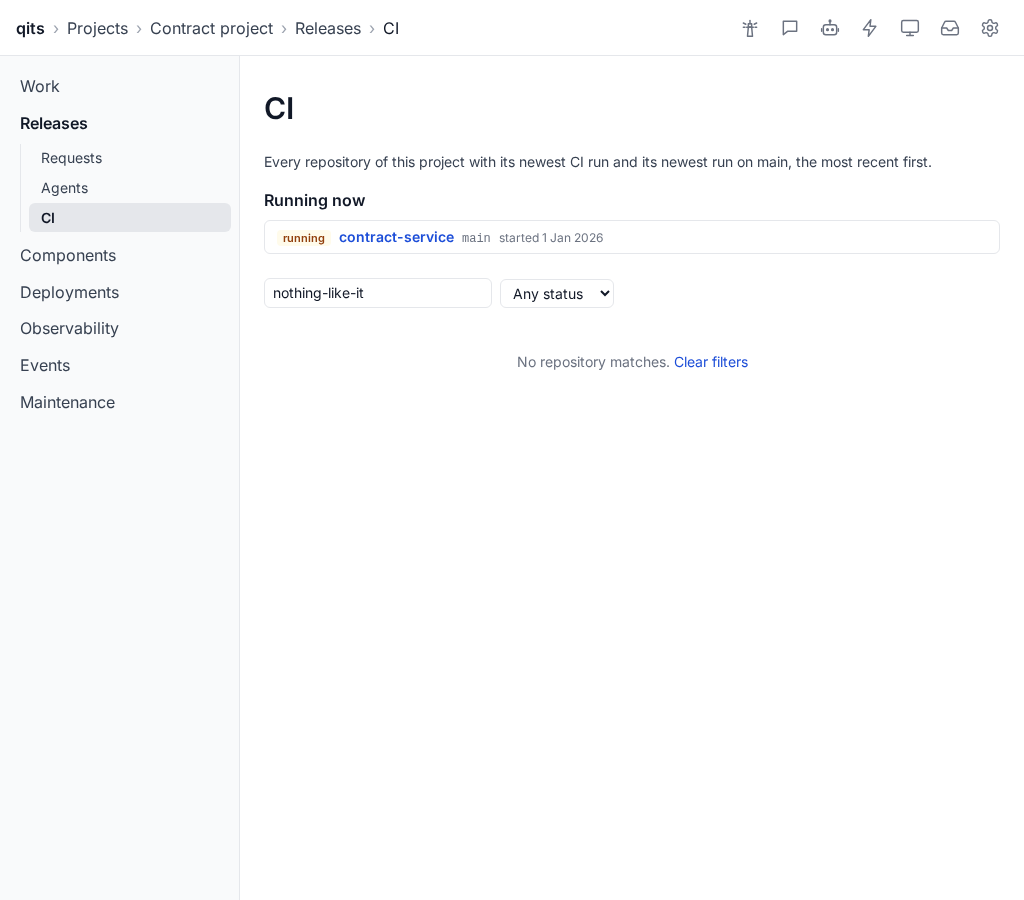 qits › Projects › Contract project › Releases › CI
Work
Releases
Requests
Agents
CI
Components
Deployments
Observability
Events
Maintenance
CI
Every repository of this project with its newest CI run and its newest run on main, the most recent first.
Running now
running contract-service main started 1 Jan 2026
nothing-like-it Any status
No repository matches. Clear filters